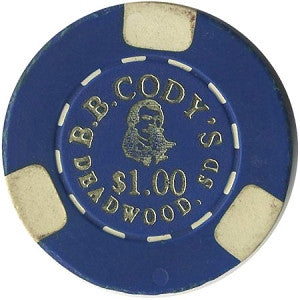 B.B. CODY'S
$1.00
DEADWOOD, SD